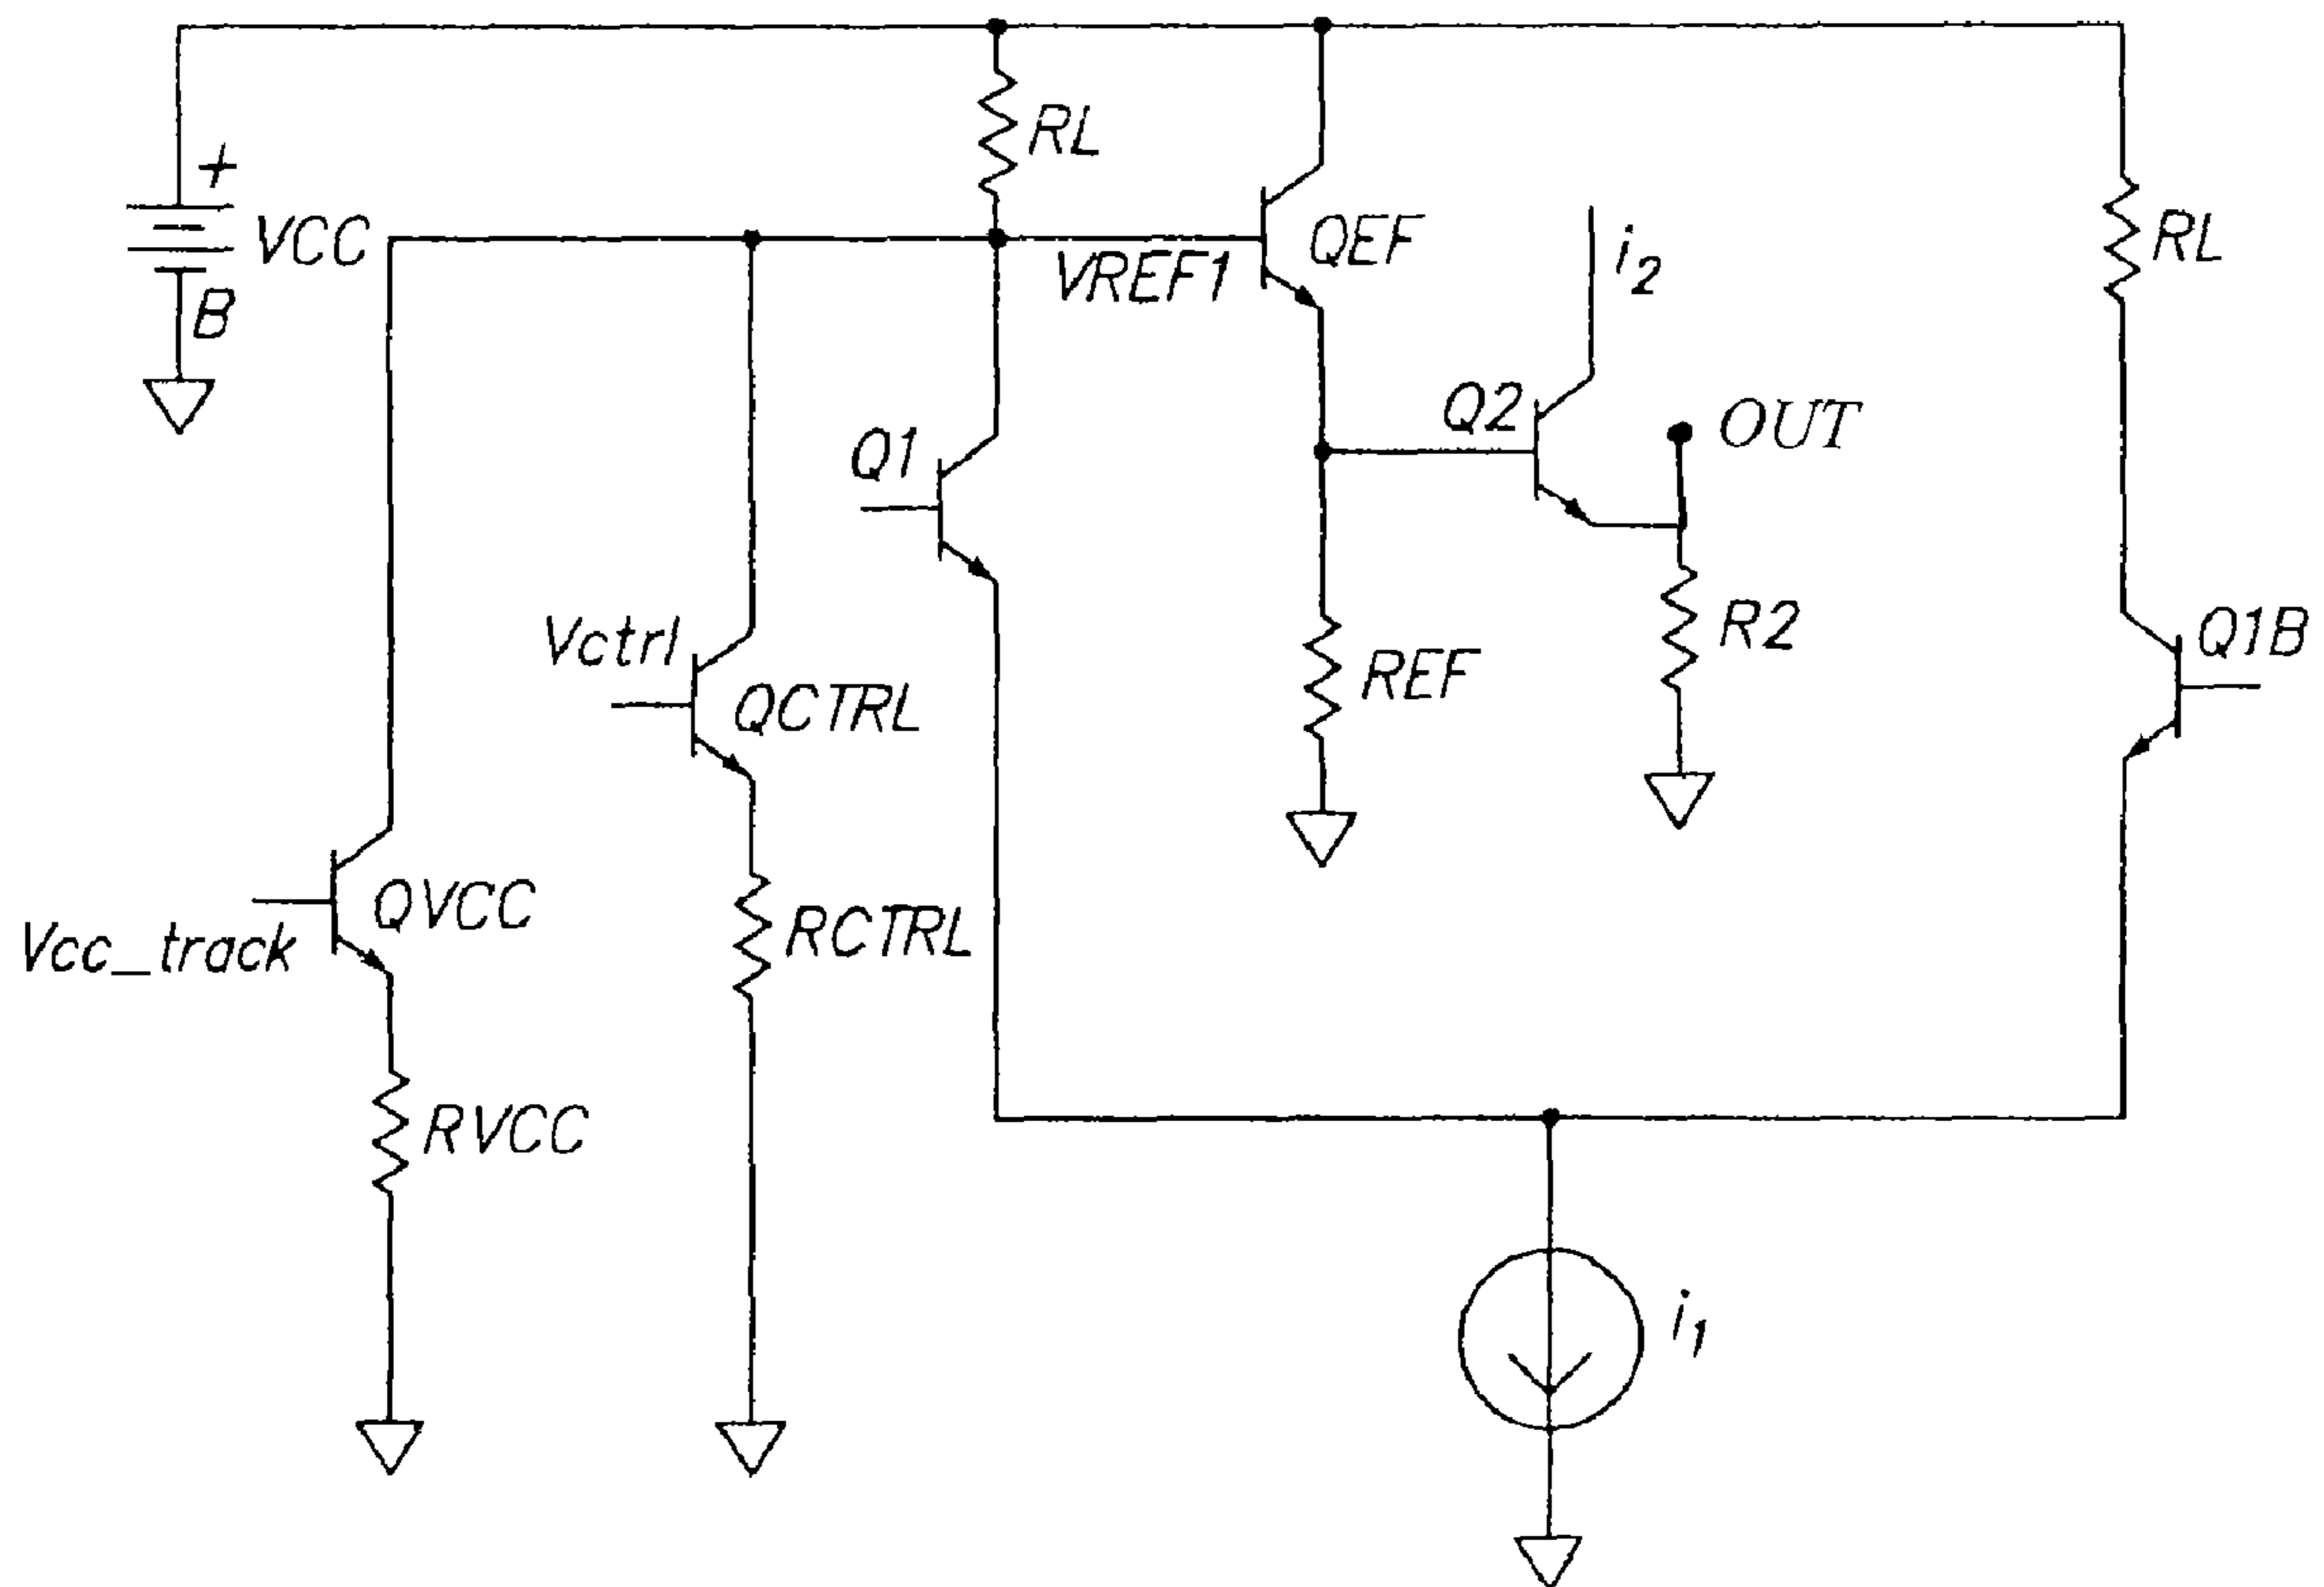 +
RL
VCC
QEF
i2
RL
VREF1
B
Q2
OUT
Q1
Vctrl
R2
Q1B
REF
QCTRL
QVCC
RCTRL
Vcc_track
RVCC
i1